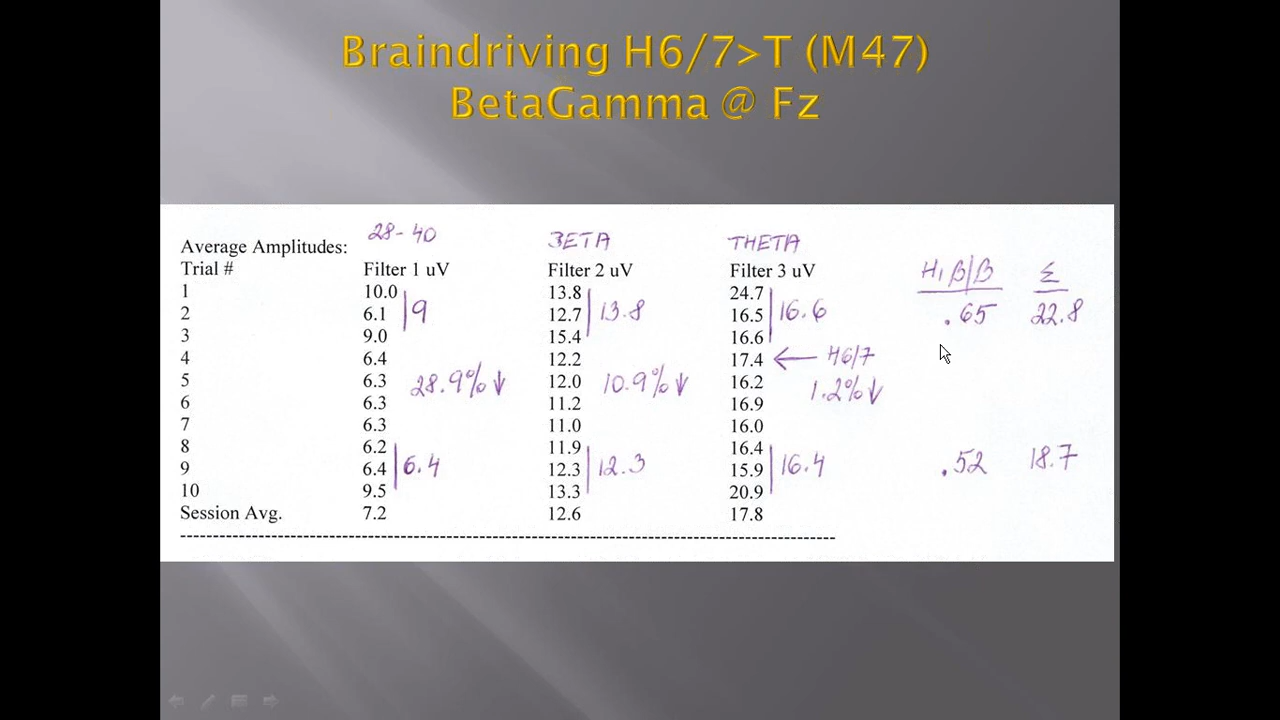 Braindriving H6/7>T (M47)
BetaGamma @ Fz
28-40 BETA THETA
Average Amplitudes:
Trial # Filter 1 uV Filter 2 uV Filter 3 uV Hi β/β Σ
1 10.0 13.8 24.7
2 6.1 9 12.7 13.8 16.5 16.6 .65 22.8
3 9.0 15.4 16.6
4 6.4 12.2 17.4 ← H6/7
5 6.3 28.9% ↓ 12.0 10.9% ↓ 16.2 1.2% ↓
6 6.3 11.2 16.9
7 6.3 11.0 16.0
8 6.2 11.9 16.4
9 6.4 6.4 12.3 12.3 15.9 16.4 .52 18.7
10 9.5 13.3 20.9
Session Avg. 7.2 12.6 17.8